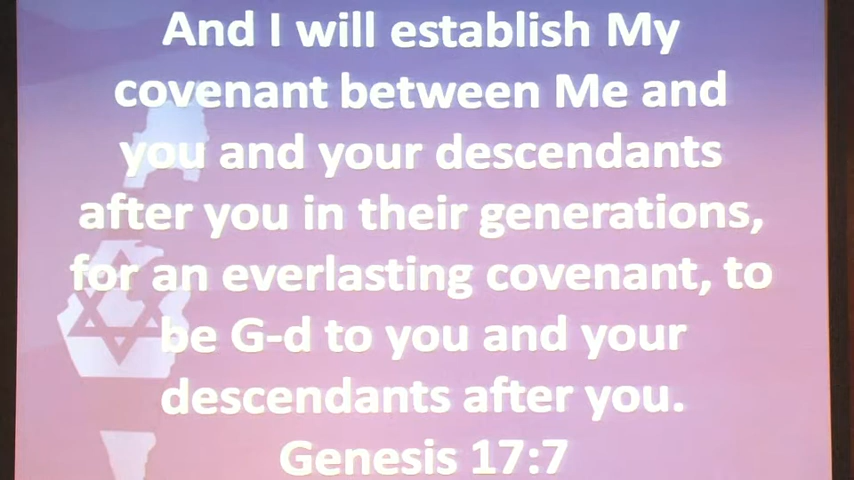 And I will establish My
covenant between Me and
you and your descendants
after you in their generations,
for an everlasting covenant, to
be G-d to you and your
descendants after you.
Genesis 17:7